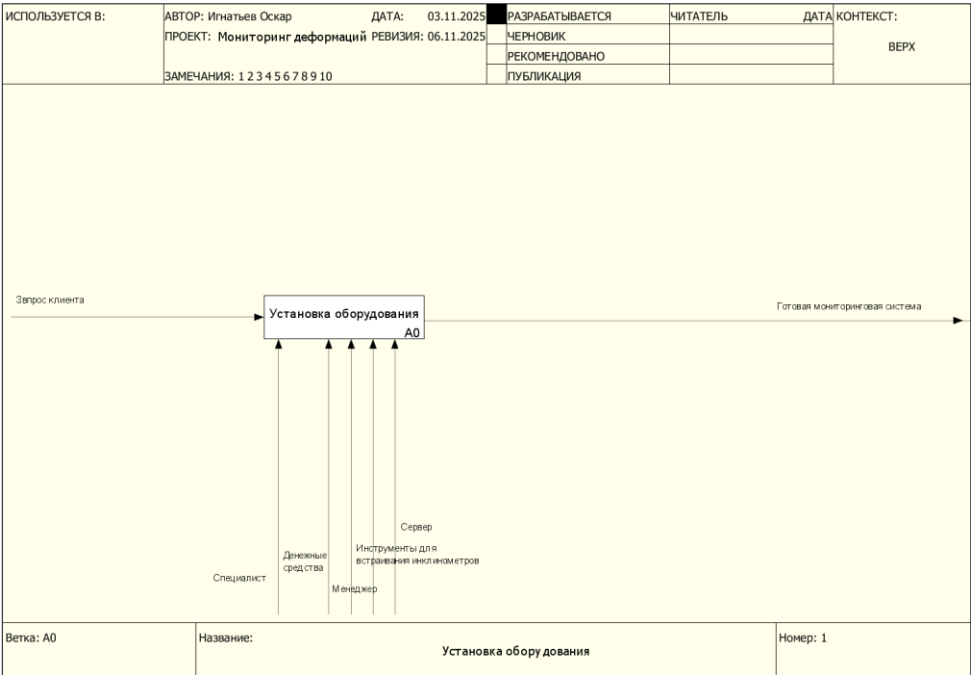 ИСПОЛЬЗУЕТСЯ В:
АВТОР: Игнатьев Оскар
ДАТА: 03.11.2025
РАЗРАБАТЫВАЕТСЯ
ЧИТАТЕЛЬ
ДАТА
КОНТЕКСТ:
ПРОЕКТ: Мониторинг деформаций
РЕВИЗИЯ: 06.11.2025
ЧЕРНОВИК
ВЕРХ
РЕКОМЕНДОВАНО
ЗАМЕЧАНИЯ: 1 2 3 4 5 6 7 8 9 10
ПУБЛИКАЦИЯ
Звпрос клиента
Установка оборудования
A0
Готовая мониторинговая система
Сервер
Инструменты для
встраивания инклинометров
Денежные
средства
Специалист
Менеджер
Ветка: A0
Название:
Установка оборудования
Номер: 1